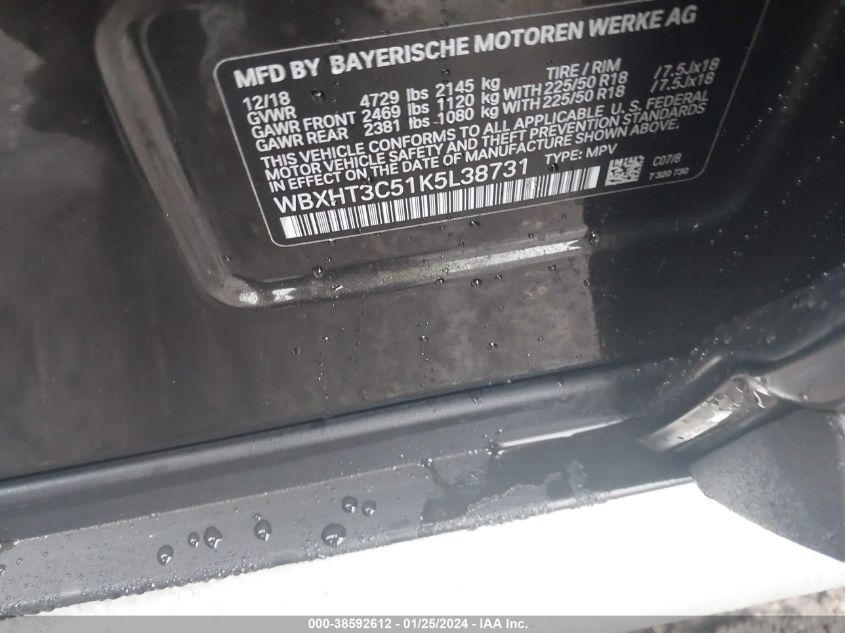 MFD BY BAYERISCHE MOTOREN WERKE AG
12/18 TIRE / RIM
GVWR 4729 lbs 2145 kg
GAWR FRONT 2469 lbs 1120 kg WITH 225/50 R18 /7.5Jx18
GAWR REAR 2381 lbs 1080 kg WITH 225/50 R18 /7.5Jx18
THIS VEHICLE CONFORMS TO ALL APPLICABLE U.S. FEDERAL
MOTOR VEHICLE SAFETY AND THEFT PREVENTION STANDARDS
IN EFFECT ON THE DATE OF MANUFACTURE SHOWN ABOVE.
WBXHT3C51K5L38731 TYPE: MPV
C07/8
7 320 730
000-38592612 - 01/25/2024 - IAA Inc.